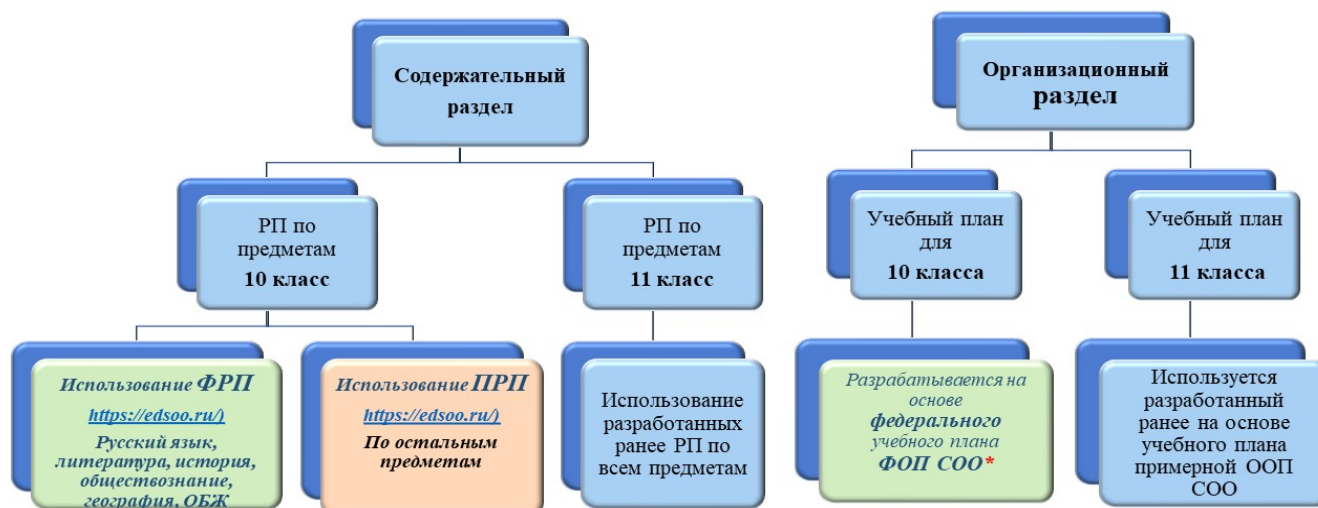 Содержательный
раздел
РП по
предметам
10 класс
РП по
предметам
11 класс
Использование ФРП
https://edsoo.ru/)
Русский язык,
литература, история,
обществознание,
география, ОБЖ
Использование ПРП
https://edsoo.ru/)
По остальным
предметам
Использование
разработанных
ранее РП по
всем предметам
Организационный
раздел
Учебный план
для
10 класса
Учебный план
для
11 класса
Разрабатывается на
основе
федерального
учебного плана
ФОП СОО*
Используется
разработанный
ранее на основе
учебного плана
примерной ООП
СОО